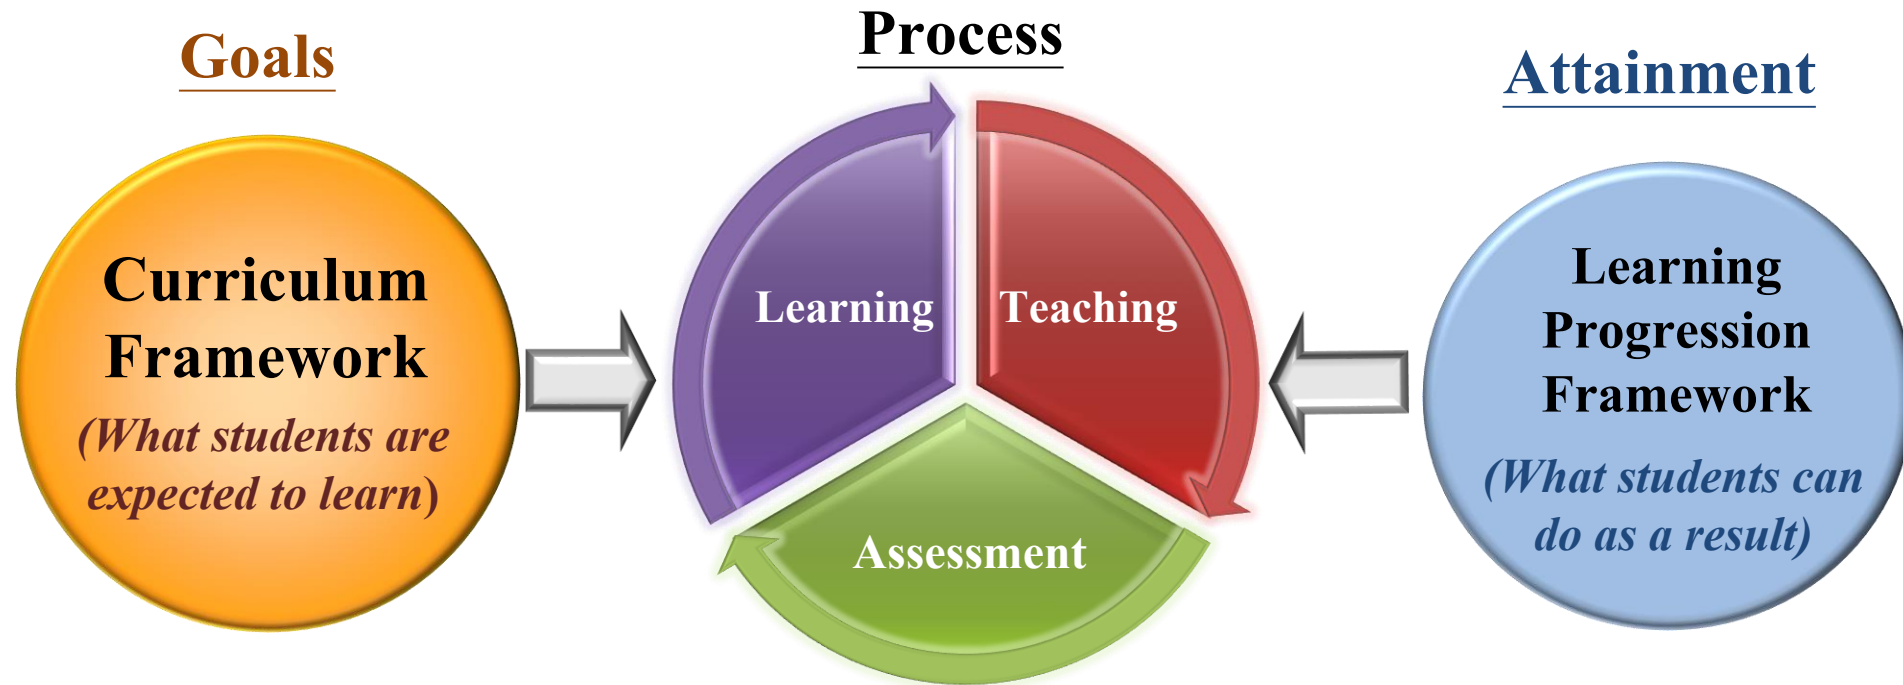 Goals
Curriculum
Framework
(What students are
expected to learn)
Process
Learning
Teaching
Assessment
Attainment
Learning
Progression
Framework
(What students can
do as a result)